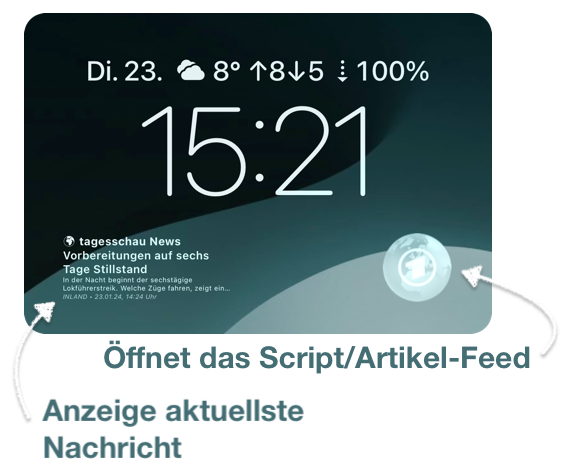 Di. 23. 8° ↑8↓5 100%
15:21
tagesschau News
Vorbereitungen auf sechs
Tage Stillstand
In der Nacht beginnt der sechstägige
Lokführerstreik. Welche Züge fahren, zeigt ein...
INLAND • 23.01.24, 14:24 Uhr
Öffnet das Script/Artikel-Feed
Anzeige aktuellste
Nachricht